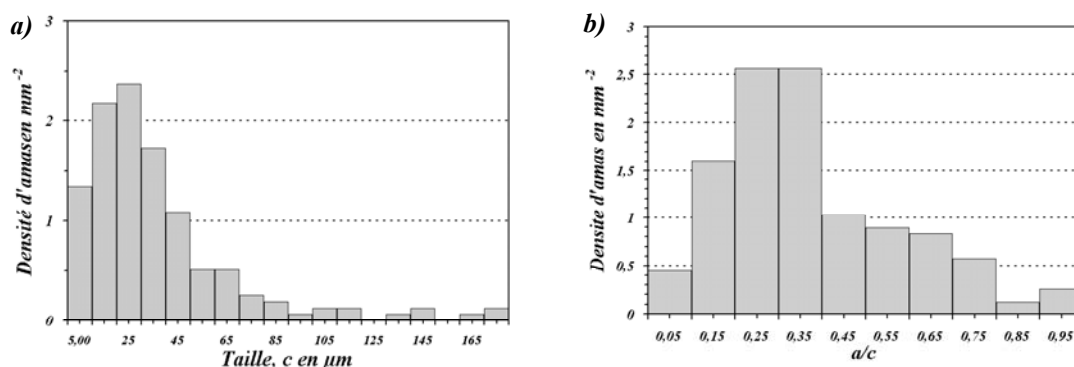 a)
Densité d'amasen mm⁻²
3
2
1
0
5,00 25 45 65 85 105 125 145 165
Taille, c en µm
b)
Densite d'amas en mm⁻²
3
2,5
2
1,5
1
0,5
0
0,05 0,15 0,25 0,35 0,45 0,55 0,65 0,75 0,85 0,95
a/c